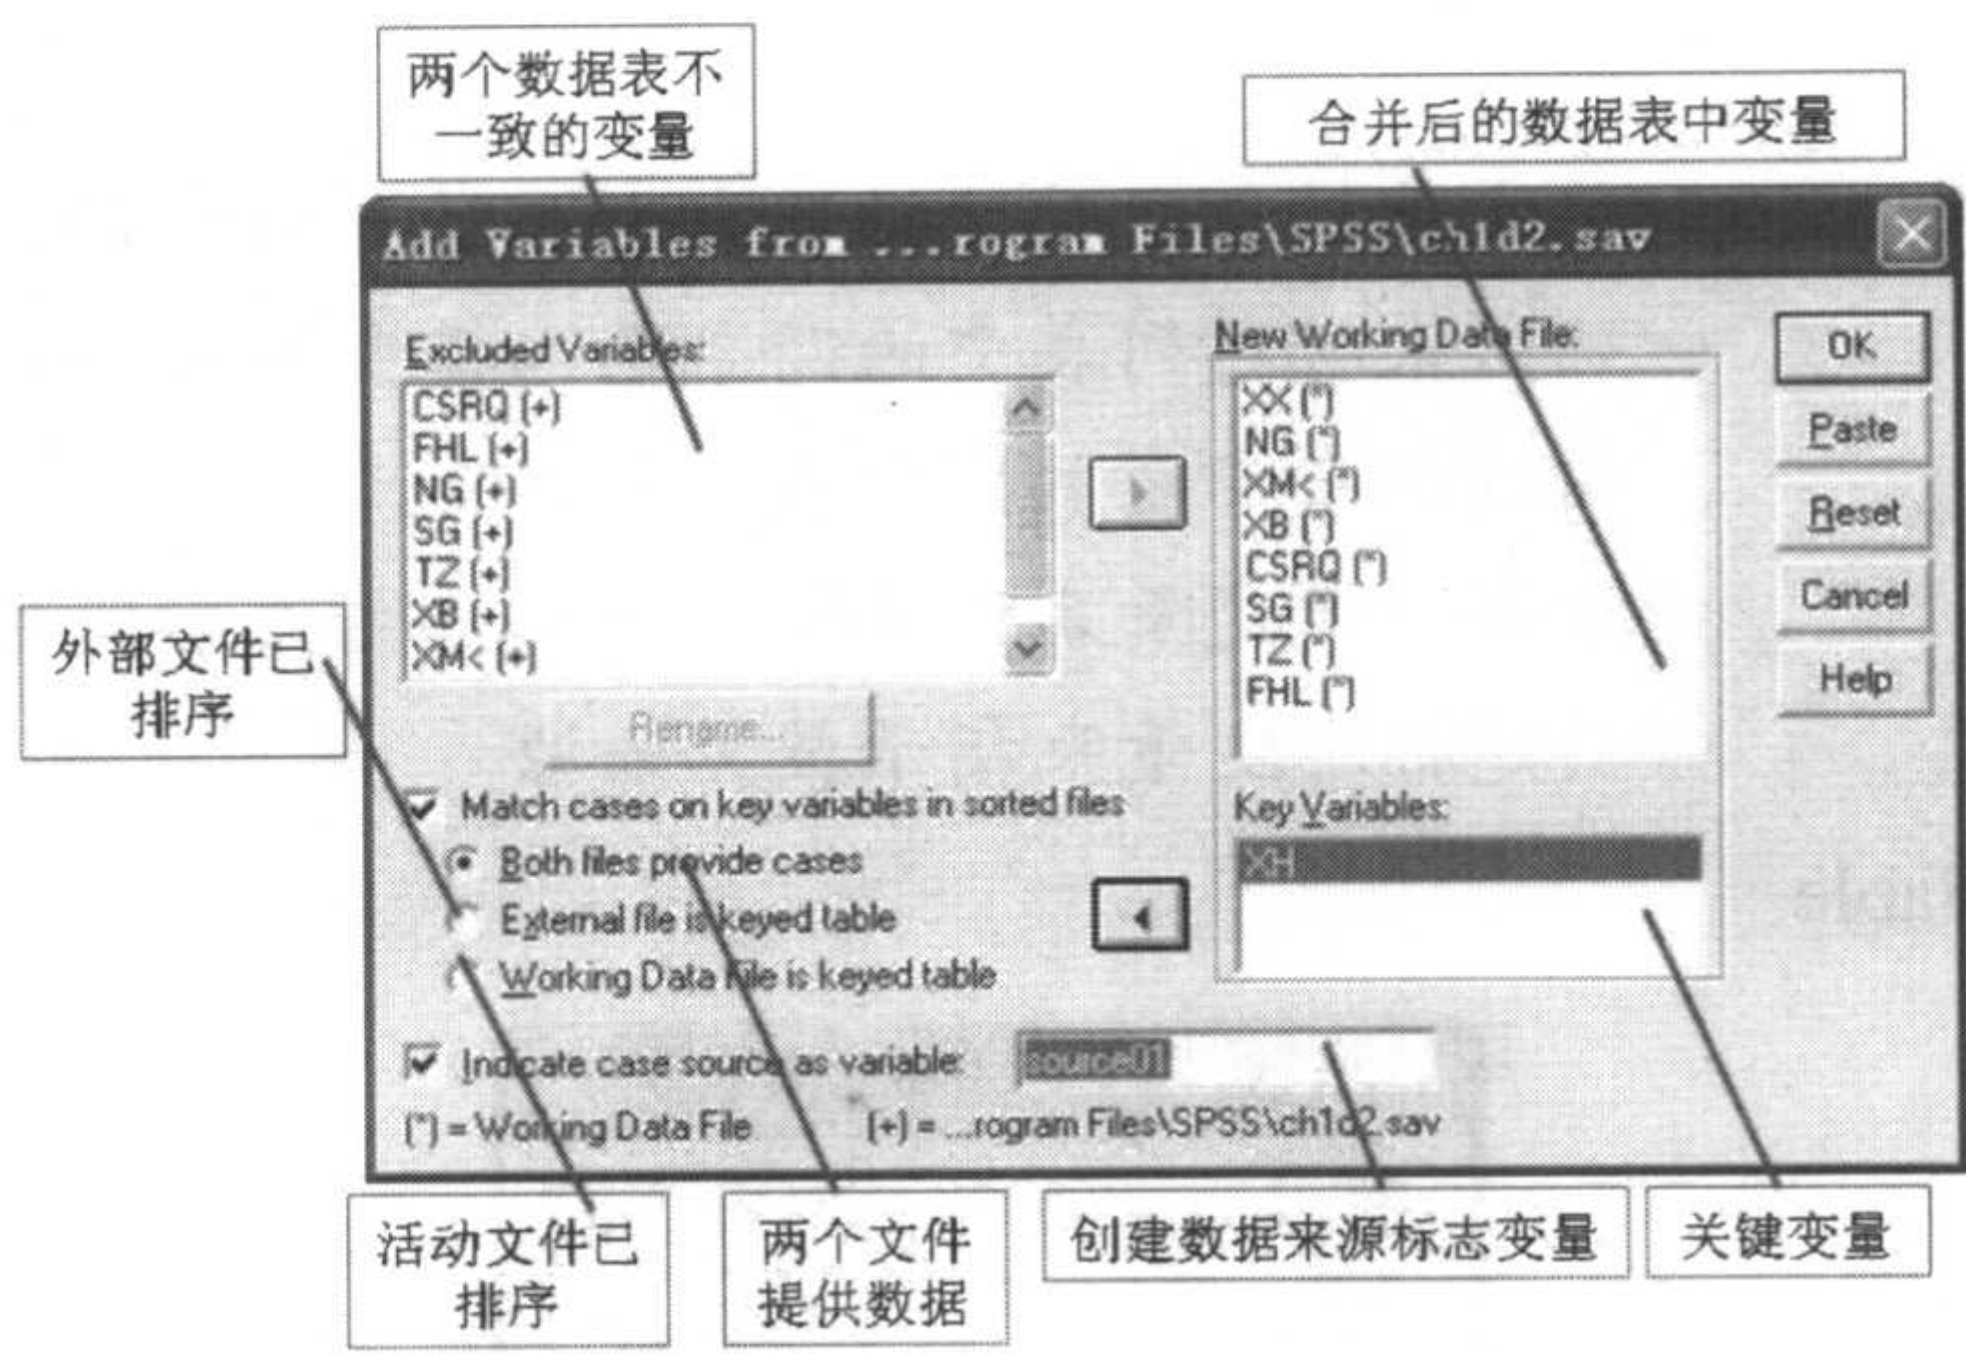 两个数据表不
一致的变量
合并后的数据表中变量
Add Variables from ...rogram Files\SPSS\ch1d2.sav
Excluded Variables:
CSRQ (+)
FHL (+)
NG (+)
SG (+)
TZ (+)
XB (+)
XM< (+)
Rename...
New Working Data File:
XX (*)
NG (*)
XM< (*)
XB (*)
CSRQ (*)
SG (*)
TZ (*)
FHL (*)
OK
Paste
Reset
Cancel
Help
外部文件已
排序
Match cases on key variables in sorted files
Both files provide cases
External file is keyed table
Working Data File is keyed table
Key Variables:
XH
Indicate case source as variable: source01
(*) = Working Data File (+) = ...rogram Files\SPSS\ch1d2.sav
活动文件已
排序
两个文件
提供数据
创建数据来源标志变量
关键变量